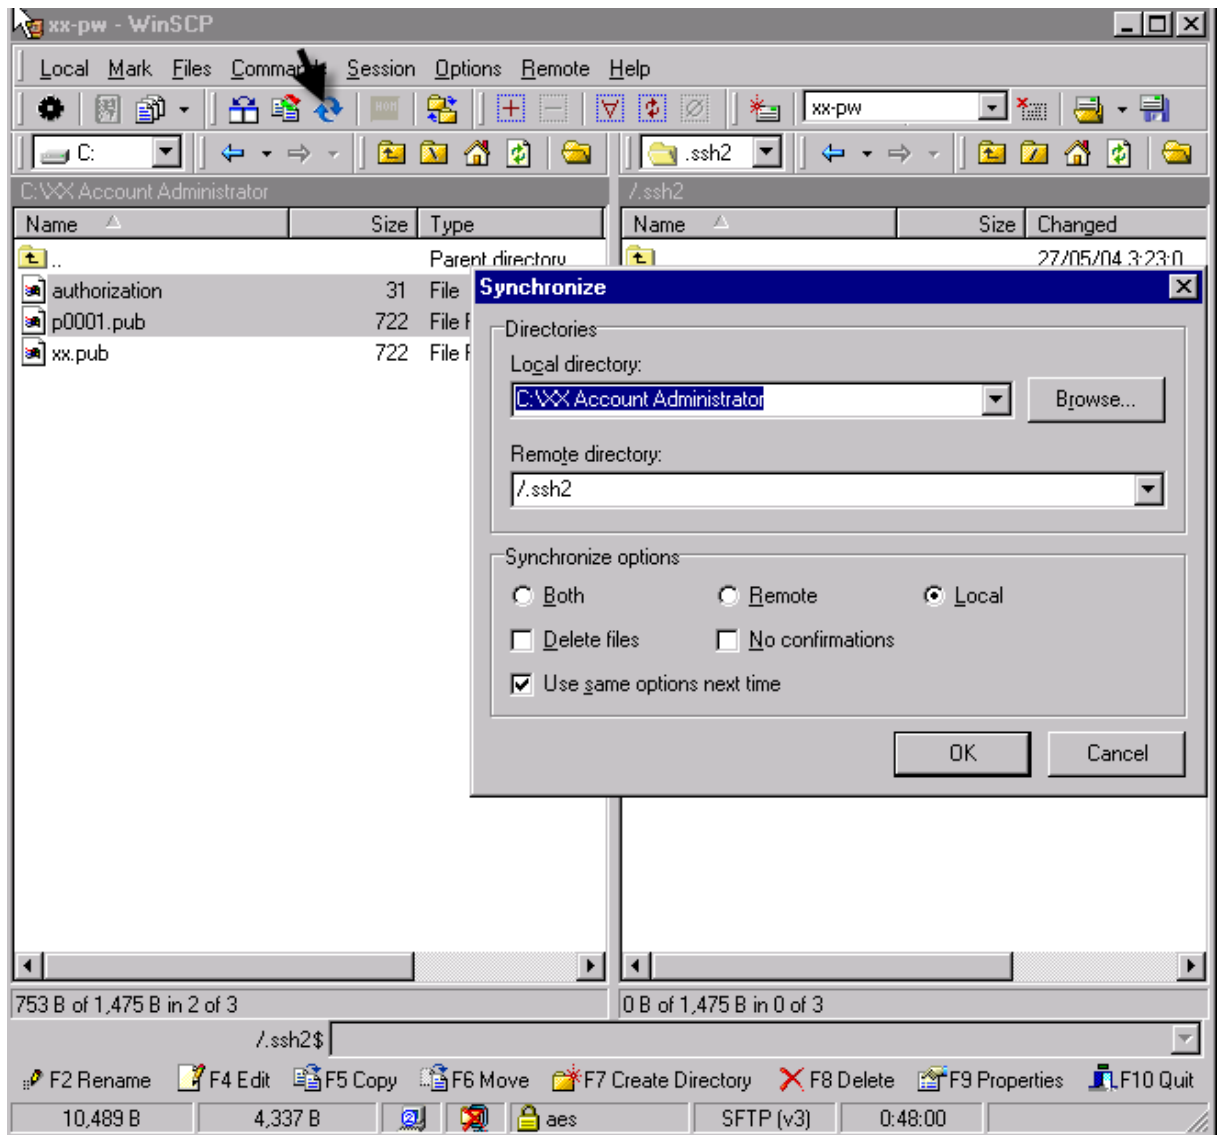 xx-pw - WinSCP
Local Mark Files Commands Session Options Remote Help
xx-pw
C: .ssh2
C:\XX Account Administrator /.ssh2
Name Size Type Name Size Changed
.. Parent directory 27/05/04 3:23:0
authorization 31 File
p0001.pub 722 File F
xx.pub 722 File F
Synchronize
Directories
Local directory:
C:\XX Account Administrator Browse...
Remote directory:
/.ssh2
Synchronize options
Both Remote Local
Delete files No confirmations
Use same options next time
OK Cancel
753 B of 1,475 B in 2 of 3 0 B of 1,475 B in 0 of 3
/.ssh2$
F2 Rename F4 Edit F5 Copy F6 Move F7 Create Directory F8 Delete F9 Properties F10 Quit
10,489 B 4,337 B aes SFTP (v3) 0:48:00